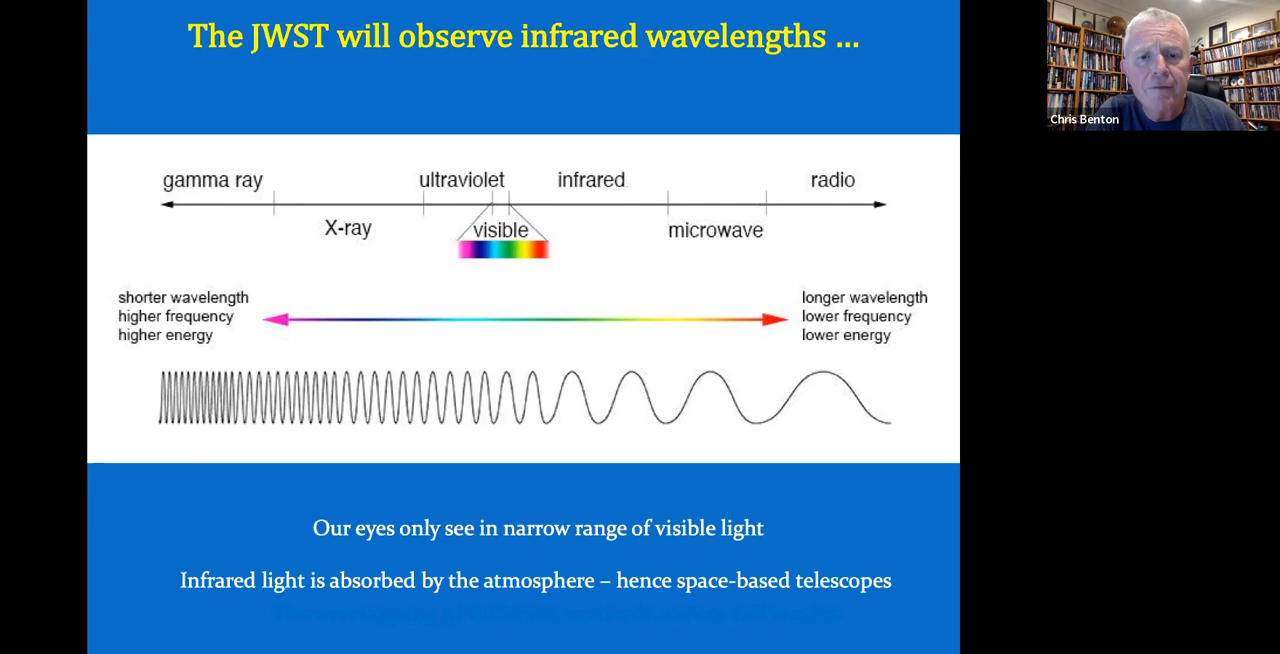 The JWST will observe infrared wavelengths ...
Chris Benton
gamma ray
ultraviolet
infrared
radio
X-ray
visible
microwave
shorter wavelength
higher frequency
higher energy
longer wavelength
lower frequency
lower energy
Our eyes only see in narrow range of visible light
Infrared light is absorbed by the atmosphere – hence space-based telescopes